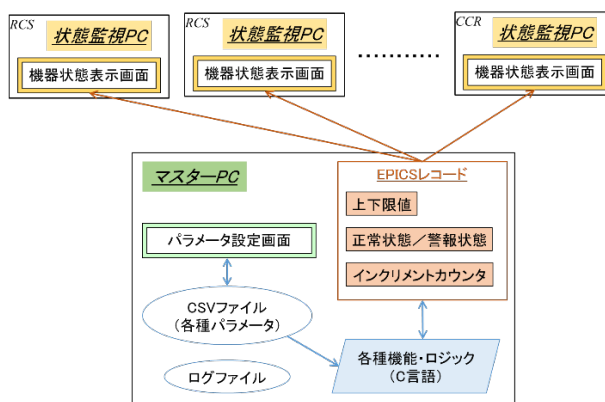 RCS
状態監視PC
機器状態表示画面
RCS
状態監視PC
機器状態表示画面
CCR
状態監視PC
機器状態表示画面
マスターPC
EPICSレコード
上下限値
正常状態／警報状態
インクリメントカウンタ
パラメータ設定画面
CSVファイル
(各種パラメータ)
ログファイル
各種機能・ロジック
(C言語)